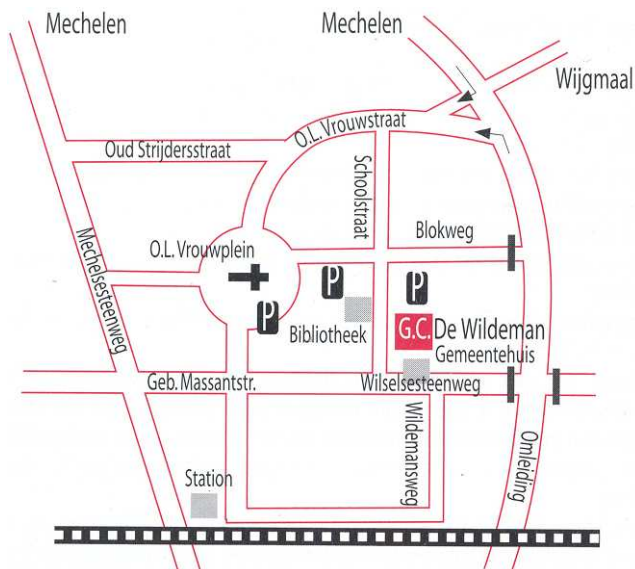 Mechelen
Mechelen
Wijgmaal
O.L. Vrouwstraat
Oud Strijdersstraat
Schoolstraat
Mechelsesteenweg
O.L. Vrouwplein
Blokweg
P
P
P
Bibliotheek
G.C. De Wildeman
Gemeentehuis
Geb. Massantstr.
Wilselsesteenweg
Wildemansweg
Omleiding
Station